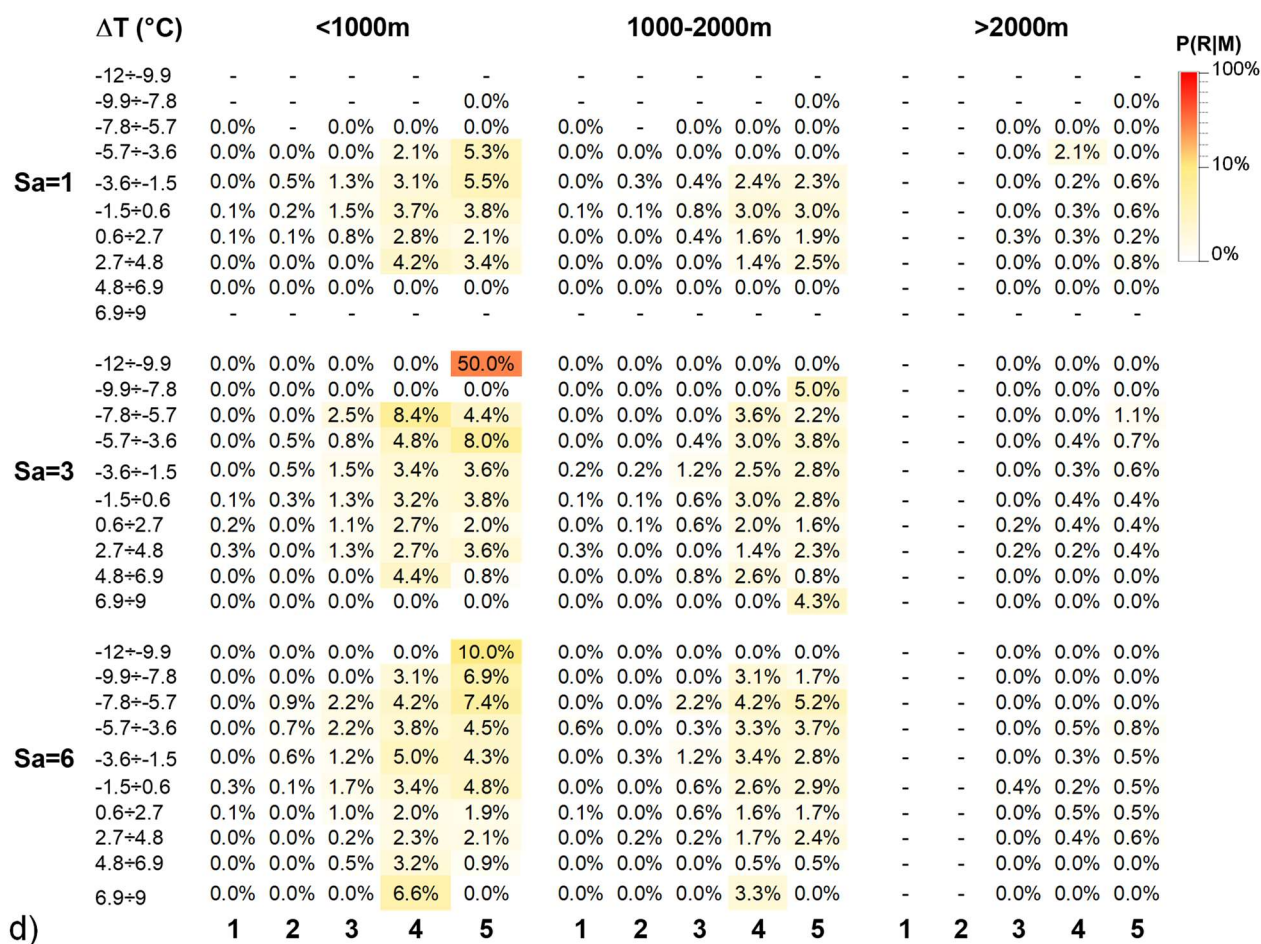 ΔT (°C) <1000m 1000-2000m >2000m
P(R|M)
100%
10%
0%
-12÷-9.9 - - - - - - - - - - - - - - -
-9.9÷-7.8 - - - - 0.0% - - - - 0.0% - - - - 0.0%
-7.8÷-5.7 0.0% - 0.0% 0.0% 0.0% 0.0% - 0.0% 0.0% 0.0% - - 0.0% 0.0% 0.0%
-5.7÷-3.6 0.0% 0.0% 0.0% 2.1% 5.3% 0.0% 0.0% 0.0% 0.0% 0.0% - - 0.0% 2.1% 0.0%
Sa=1 -3.6÷-1.5 0.0% 0.5% 1.3% 3.1% 5.5% 0.0% 0.3% 0.4% 2.4% 2.3% - - 0.0% 0.2% 0.6%
-1.5÷0.6 0.1% 0.2% 1.5% 3.7% 3.8% 0.1% 0.1% 0.8% 3.0% 3.0% - - 0.0% 0.3% 0.6%
0.6÷2.7 0.1% 0.1% 0.8% 2.8% 2.1% 0.0% 0.0% 0.4% 1.6% 1.9% - - 0.3% 0.3% 0.2%
2.7÷4.8 0.0% 0.0% 0.0% 4.2% 3.4% 0.0% 0.0% 0.0% 1.4% 2.5% - - 0.0% 0.0% 0.8%
4.8÷6.9 0.0% 0.0% 0.0% 0.0% 0.0% 0.0% 0.0% 0.0% 0.0% 0.0% - - 0.0% 0.0% 0.0%
6.9÷9 - - - - - - - - - - - - - - -
-12÷-9.9 0.0% 0.0% 0.0% 0.0% 50.0% 0.0% 0.0% 0.0% 0.0% 0.0% - - 0.0% 0.0% 0.0%
-9.9÷-7.8 0.0% 0.0% 0.0% 0.0% 0.0% 0.0% 0.0% 0.0% 0.0% 5.0% - - 0.0% 0.0% 0.0%
-7.8÷-5.7 0.0% 0.0% 2.5% 8.4% 4.4% 0.0% 0.0% 0.0% 3.6% 2.2% - - 0.0% 0.0% 1.1%
-5.7÷-3.6 0.0% 0.5% 0.8% 4.8% 8.0% 0.0% 0.0% 0.4% 3.0% 3.8% - - 0.0% 0.4% 0.7%
Sa=3 -3.6÷-1.5 0.0% 0.5% 1.5% 3.4% 3.6% 0.2% 0.2% 1.2% 2.5% 2.8% - - 0.0% 0.3% 0.6%
-1.5÷0.6 0.1% 0.3% 1.3% 3.2% 3.8% 0.1% 0.1% 0.6% 3.0% 2.8% - - 0.0% 0.4% 0.4%
0.6÷2.7 0.2% 0.0% 1.1% 2.7% 2.0% 0.0% 0.1% 0.6% 2.0% 1.6% - - 0.2% 0.4% 0.4%
2.7÷4.8 0.3% 0.0% 1.3% 2.7% 3.6% 0.3% 0.0% 0.0% 1.4% 2.3% - - 0.2% 0.2% 0.4%
4.8÷6.9 0.0% 0.0% 0.0% 4.4% 0.8% 0.0% 0.0% 0.8% 2.6% 0.8% - - 0.0% 0.0% 0.0%
6.9÷9 0.0% 0.0% 0.0% 0.0% 0.0% 0.0% 0.0% 0.0% 0.0% 4.3% - - 0.0% 0.0% 0.0%
-12÷-9.9 0.0% 0.0% 0.0% 0.0% 10.0% 0.0% 0.0% 0.0% 0.0% 0.0% - - 0.0% 0.0% 0.0%
-9.9÷-7.8 0.0% 0.0% 0.0% 3.1% 6.9% 0.0% 0.0% 0.0% 3.1% 1.7% - - 0.0% 0.0% 0.0%
-7.8÷-5.7 0.0% 0.9% 2.2% 4.2% 7.4% 0.0% 0.0% 2.2% 4.2% 5.2% - - 0.0% 0.0% 0.0%
-5.7÷-3.6 0.0% 0.7% 2.2% 3.8% 4.5% 0.6% 0.0% 0.3% 3.3% 3.7% - - 0.0% 0.5% 0.8%
Sa=6 -3.6÷-1.5 0.0% 0.6% 1.2% 5.0% 4.3% 0.0% 0.3% 1.2% 3.4% 2.8% - - 0.0% 0.3% 0.5%
-1.5÷0.6 0.3% 0.1% 1.7% 3.4% 4.8% 0.0% 0.0% 0.6% 2.6% 2.9% - - 0.4% 0.2% 0.5%
0.6÷2.7 0.1% 0.0% 1.0% 2.0% 1.9% 0.1% 0.0% 0.6% 1.6% 1.7% - - 0.0% 0.5% 0.5%
2.7÷4.8 0.0% 0.0% 0.2% 2.3% 2.1% 0.0% 0.2% 0.2% 1.7% 2.4% - - 0.0% 0.4% 0.6%
4.8÷6.9 0.0% 0.0% 0.5% 3.2% 0.9% 0.0% 0.0% 0.0% 0.5% 0.5% - - 0.0% 0.0% 0.0%
6.9÷9 0.0% 0.0% 0.0% 6.6% 0.0% 0.0% 0.0% 0.0% 3.3% 0.0% - - 0.0% 0.0% 0.0%
d) 1 2 3 4 5 1 2 3 4 5 1 2 3 4 5